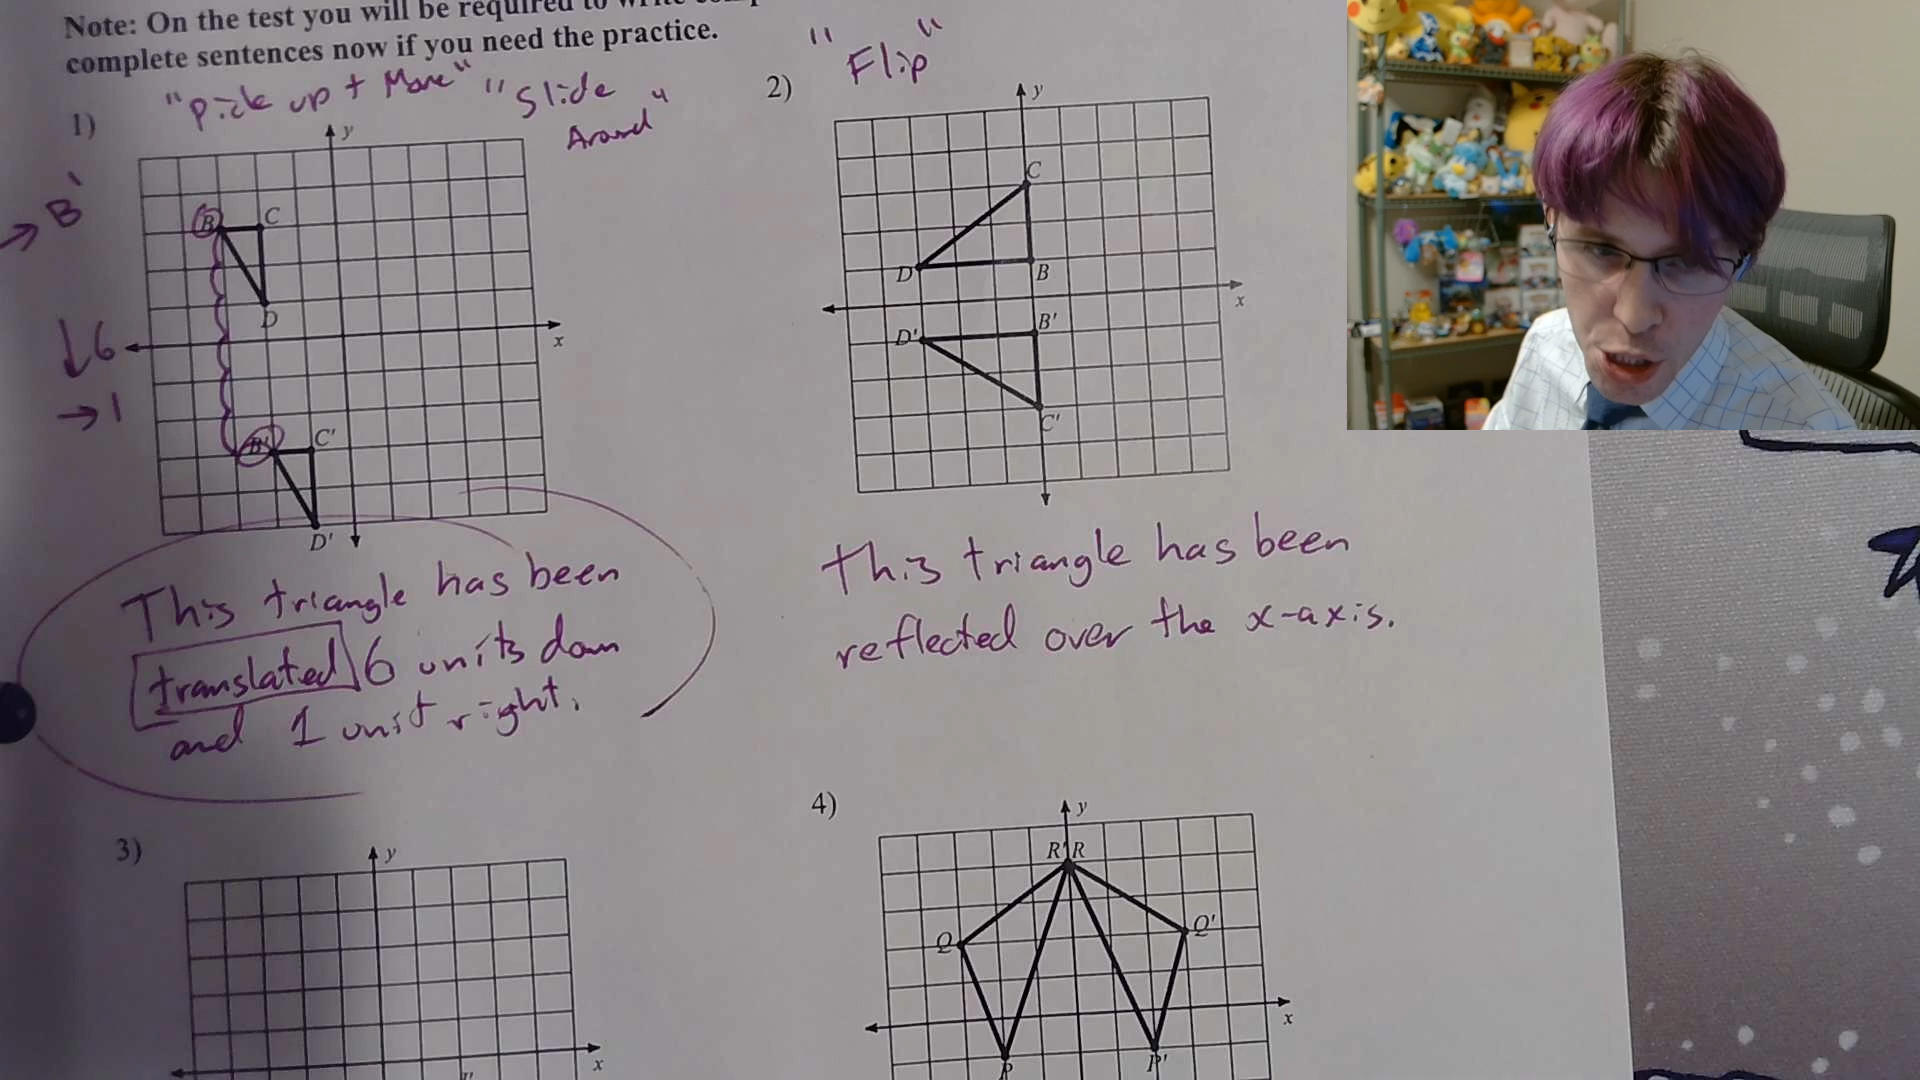 Note: On the test you will be required to write
complete sentences now if you need the practice.
"Pick up + Move" "Slide
Around"
1)
y
B'
B
C
D
↓6
→1
x
B'
C'
D'
This triangle has been
translated 6 units down
and 1 unit right.
2)
"Flip"
y
C
D
B
x
D'
B'
C'
this triangle has been
reflected over the x-axis.
3)
y
x
4)
y
R' R
Q
Q'
x
P
P'